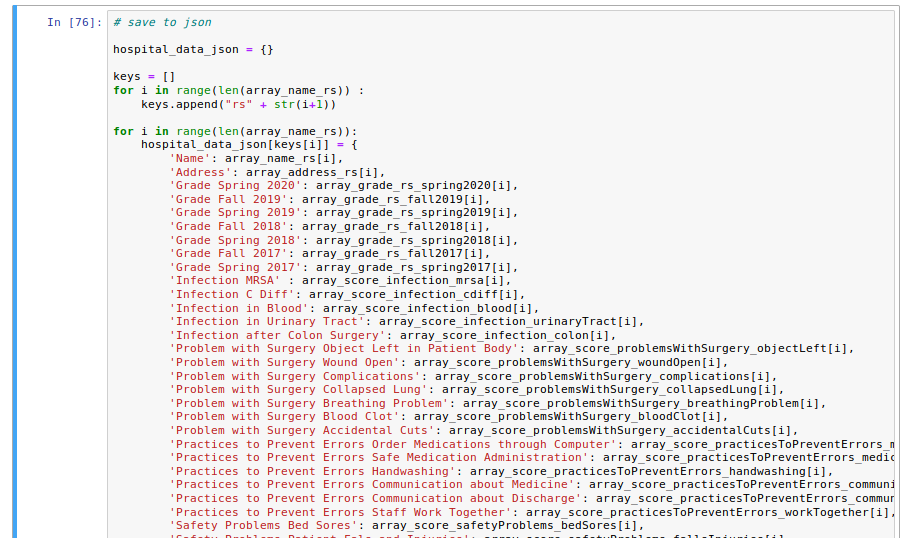 In [76]: # save to json
hospital_data_json = {}
keys = []
for i in range(len(array_name_rs)) :
    keys.append("rs" + str(i+1))
for i in range(len(array_name_rs)):
    hospital_data_json[keys[i]] = {
        'Name': array_name_rs[i],
        'Address': array_address_rs[i],
        'Grade Spring 2020': array_grade_rs_spring2020[i],
        'Grade Fall 2019': array_grade_rs_fall2019[i],
        'Grade Spring 2019': array_grade_rs_spring2019[i],
        'Grade Fall 2018': array_grade_rs_fall2018[i],
        'Grade Spring 2018': array_grade_rs_spring2018[i],
        'Grade Fall 2017': array_grade_rs_fall2017[i],
        'Grade Spring 2017': array_grade_rs_spring2017[i],
        'Infection MRSA' : array_score_infection_mrsa[i],
        'Infection C Diff': array_score_infection_cdiff[i],
        'Infection in Blood': array_score_infection_blood[i],
        'Infection in Urinary Tract': array_score_infection_urinaryTract[i],
        'Infection after Colon Surgery': array_score_infection_colon[i],
        'Problem with Surgery Object Left in Patient Body': array_score_problemsWithSurgery_objectLeft[i],
        'Problem with Surgery Wound Open': array_score_problemsWithSurgery_woundOpen[i],
        'Problem with Surgery Complications': array_score_problemsWithSurgery_complications[i],
        'Problem with Surgery Collapsed Lung': array_score_problemsWithSurgery_collapsedLung[i],
        'Problem with Surgery Breathing Problem': array_score_problemsWithSurgery_breathingProblem[i],
        'Problem with Surgery Blood Clot': array_score_problemsWithSurgery_bloodClot[i],
        'Problem with Surgery Accidental Cuts': array_score_problemsWithSurgery_accidentalCuts[i],
        'Practices to Prevent Errors Order Medications through Computer': array_score_practicesToPreventErrors_m
        'Practices to Prevent Errors Safe Medication Administration': array_score_practicesToPreventErrors_medic
        'Practices to Prevent Errors Handwashing': array_score_practicesToPreventErrors_handwashing[i],
        'Practices to Prevent Errors Communication about Medicine': array_score_practicesToPreventErrors_communi
        'Practices to Prevent Errors Communication about Discharge': array_score_practicesToPreventErrors_commun
        'Practices to Prevent Errors Staff Work Together': array_score_practicesToPreventErrors_workTogether[i],
        'Safety Problems Bed Sores': array_score_safetyProblems_bedSores[i],